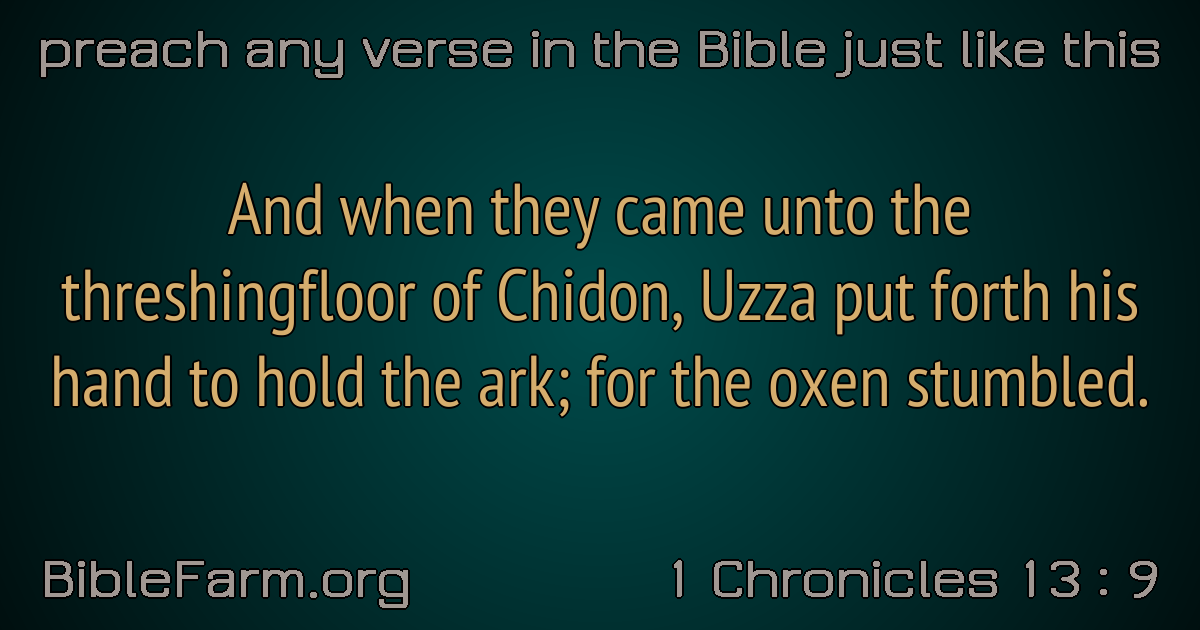 preach any verse in the Bible just like this
And when they came unto the
threshingfloor of Chidon, Uzza put forth his
hand to hold the ark; for the oxen stumbled.
BibleFarm.org
1 Chronicles 13 : 9